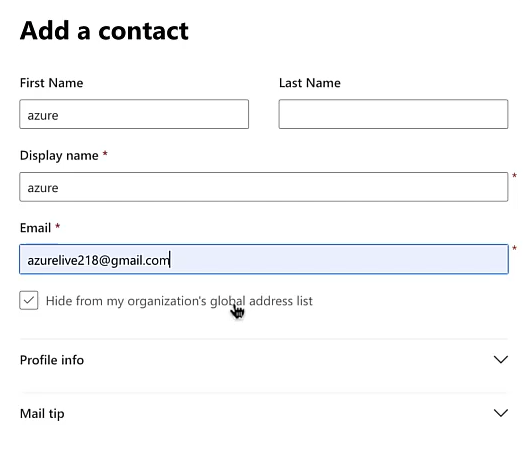 Add a contact
First Name
Last Name
azure
Display name *
azure
*
Email *
azurelive218@gmail.com
*
Hide from my organization's global address list
Profile info
Mail tip